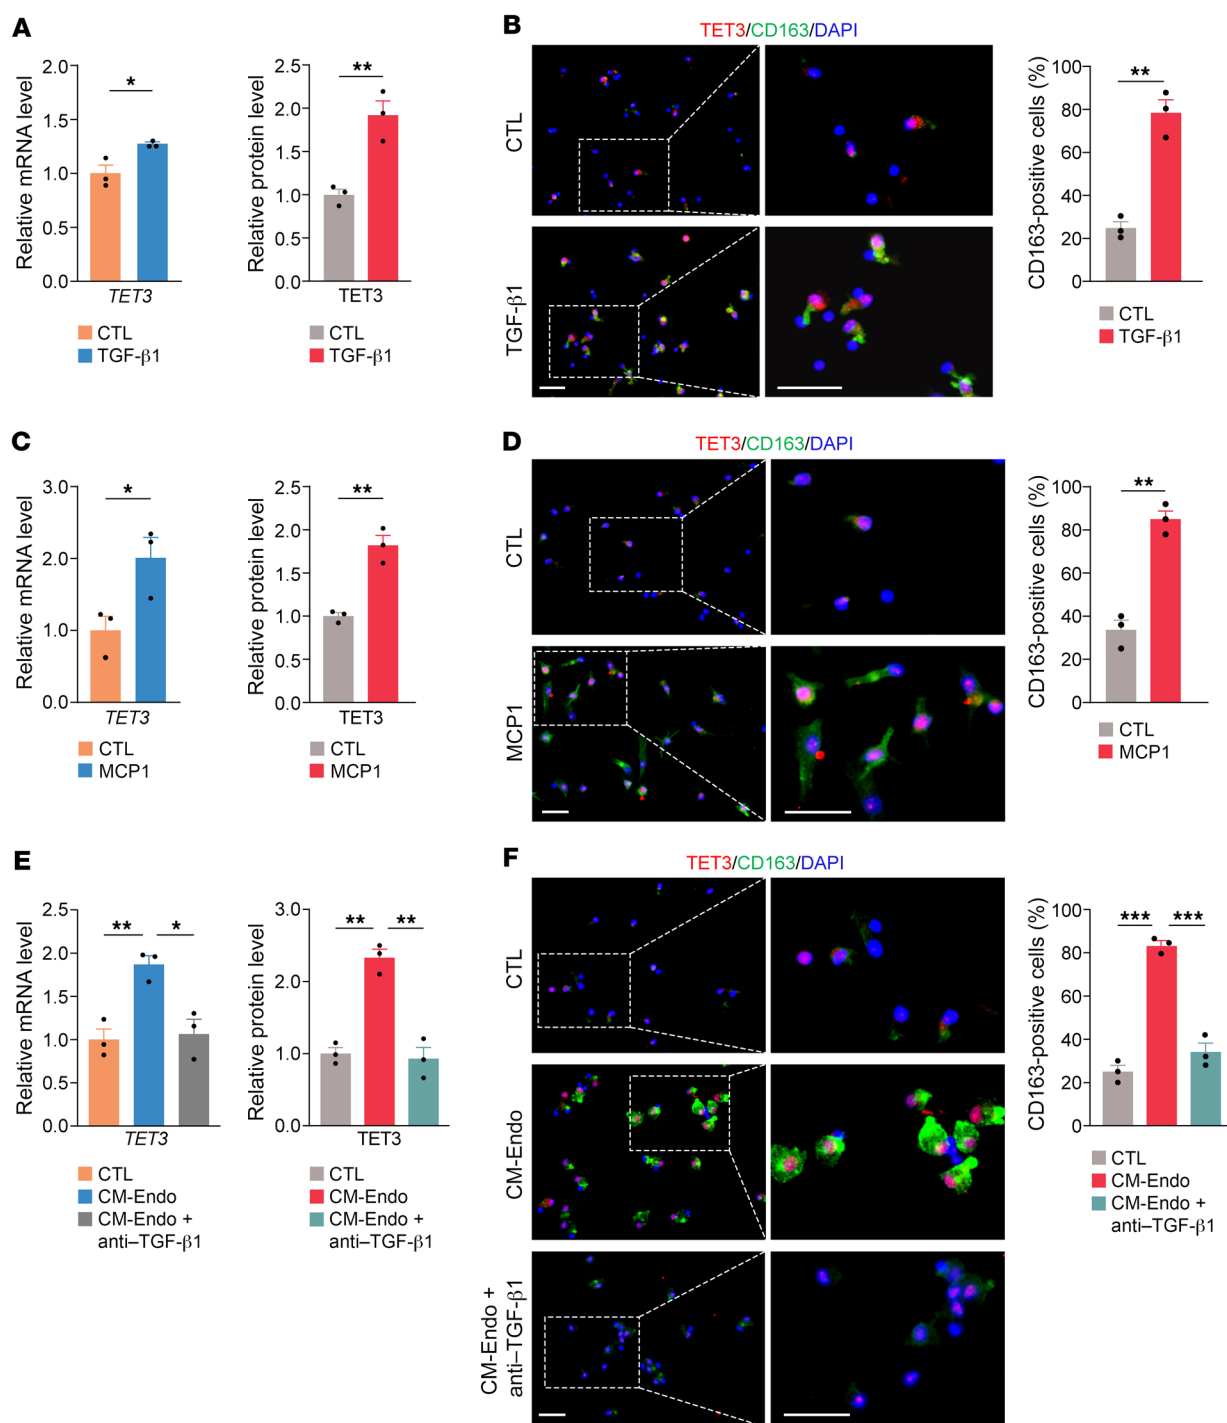 A
Relative mRNA level
2.0
1.5
1.0
0.5
0.0
*
TET3
CTL
TGF-β1
Relative protein level
2.5
2.0
1.5
1.0
0.5
0.0
**
TET3
CTL
TGF-β1
B
TET3/CD163/DAPI
CTL
TGF-β1
CD163-positive cells (%)
100
80
60
40
20
0
**
CTL
TGF-β1
C
Relative mRNA level
3.0
2.0
1.0
0.0
*
TET3
CTL
MCP1
Relative protein level
2.5
2.0
1.5
1.0
0.5
0.0
**
TET3
CTL
MCP1
D
TET3/CD163/DAPI
CTL
MCP1
CD163-positive cells (%)
100
80
60
40
20
0
**
CTL
MCP1
E
Relative mRNA level
2.5
2.0
1.5
1.0
0.5
0.0
** *
TET3
CTL
CM-Endo
CM-Endo +
anti–TGF-β1
Relative protein level
3.0
2.0
1.0
0.0
** **
TET3
CTL
CM-Endo
CM-Endo +
anti–TGF-β1
F
TET3/CD163/DAPI
CTL
CM-Endo
CM-Endo +
anti–TGF-β1
CD163-positive cells (%)
100
80
60
40
20
0
*** ***
CTL
CM-Endo
CM-Endo +
anti–TGF-β1